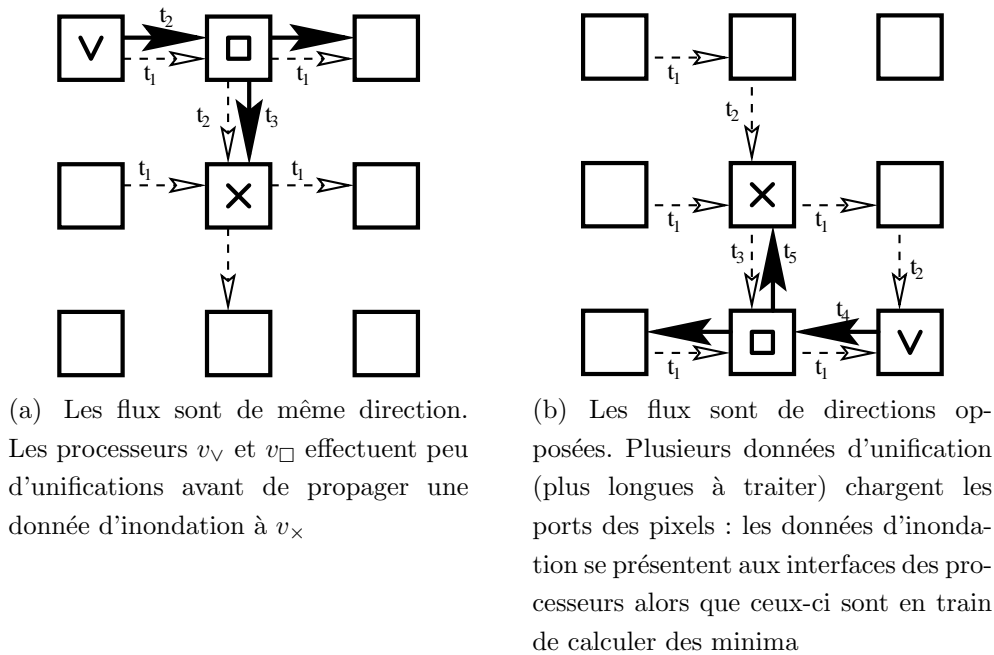 t2
t1 t1
t2 t3
t1 t1
t1
t2
t1 t1
t3 t5 t2
t4
t1 t1
(a) Les flux sont de même direction.
Les processeurs v∨ et v□ effectuent peu
d'unifications avant de propager une
donnée d'inondation à v×
(b) Les flux sont de directions op-
posées. Plusieurs données d'unification
(plus longues à traiter) chargent les
ports des pixels : les données d'inonda-
tion se présentent aux interfaces des pro-
cesseurs alors que ceux-ci sont en train
de calculer des minima